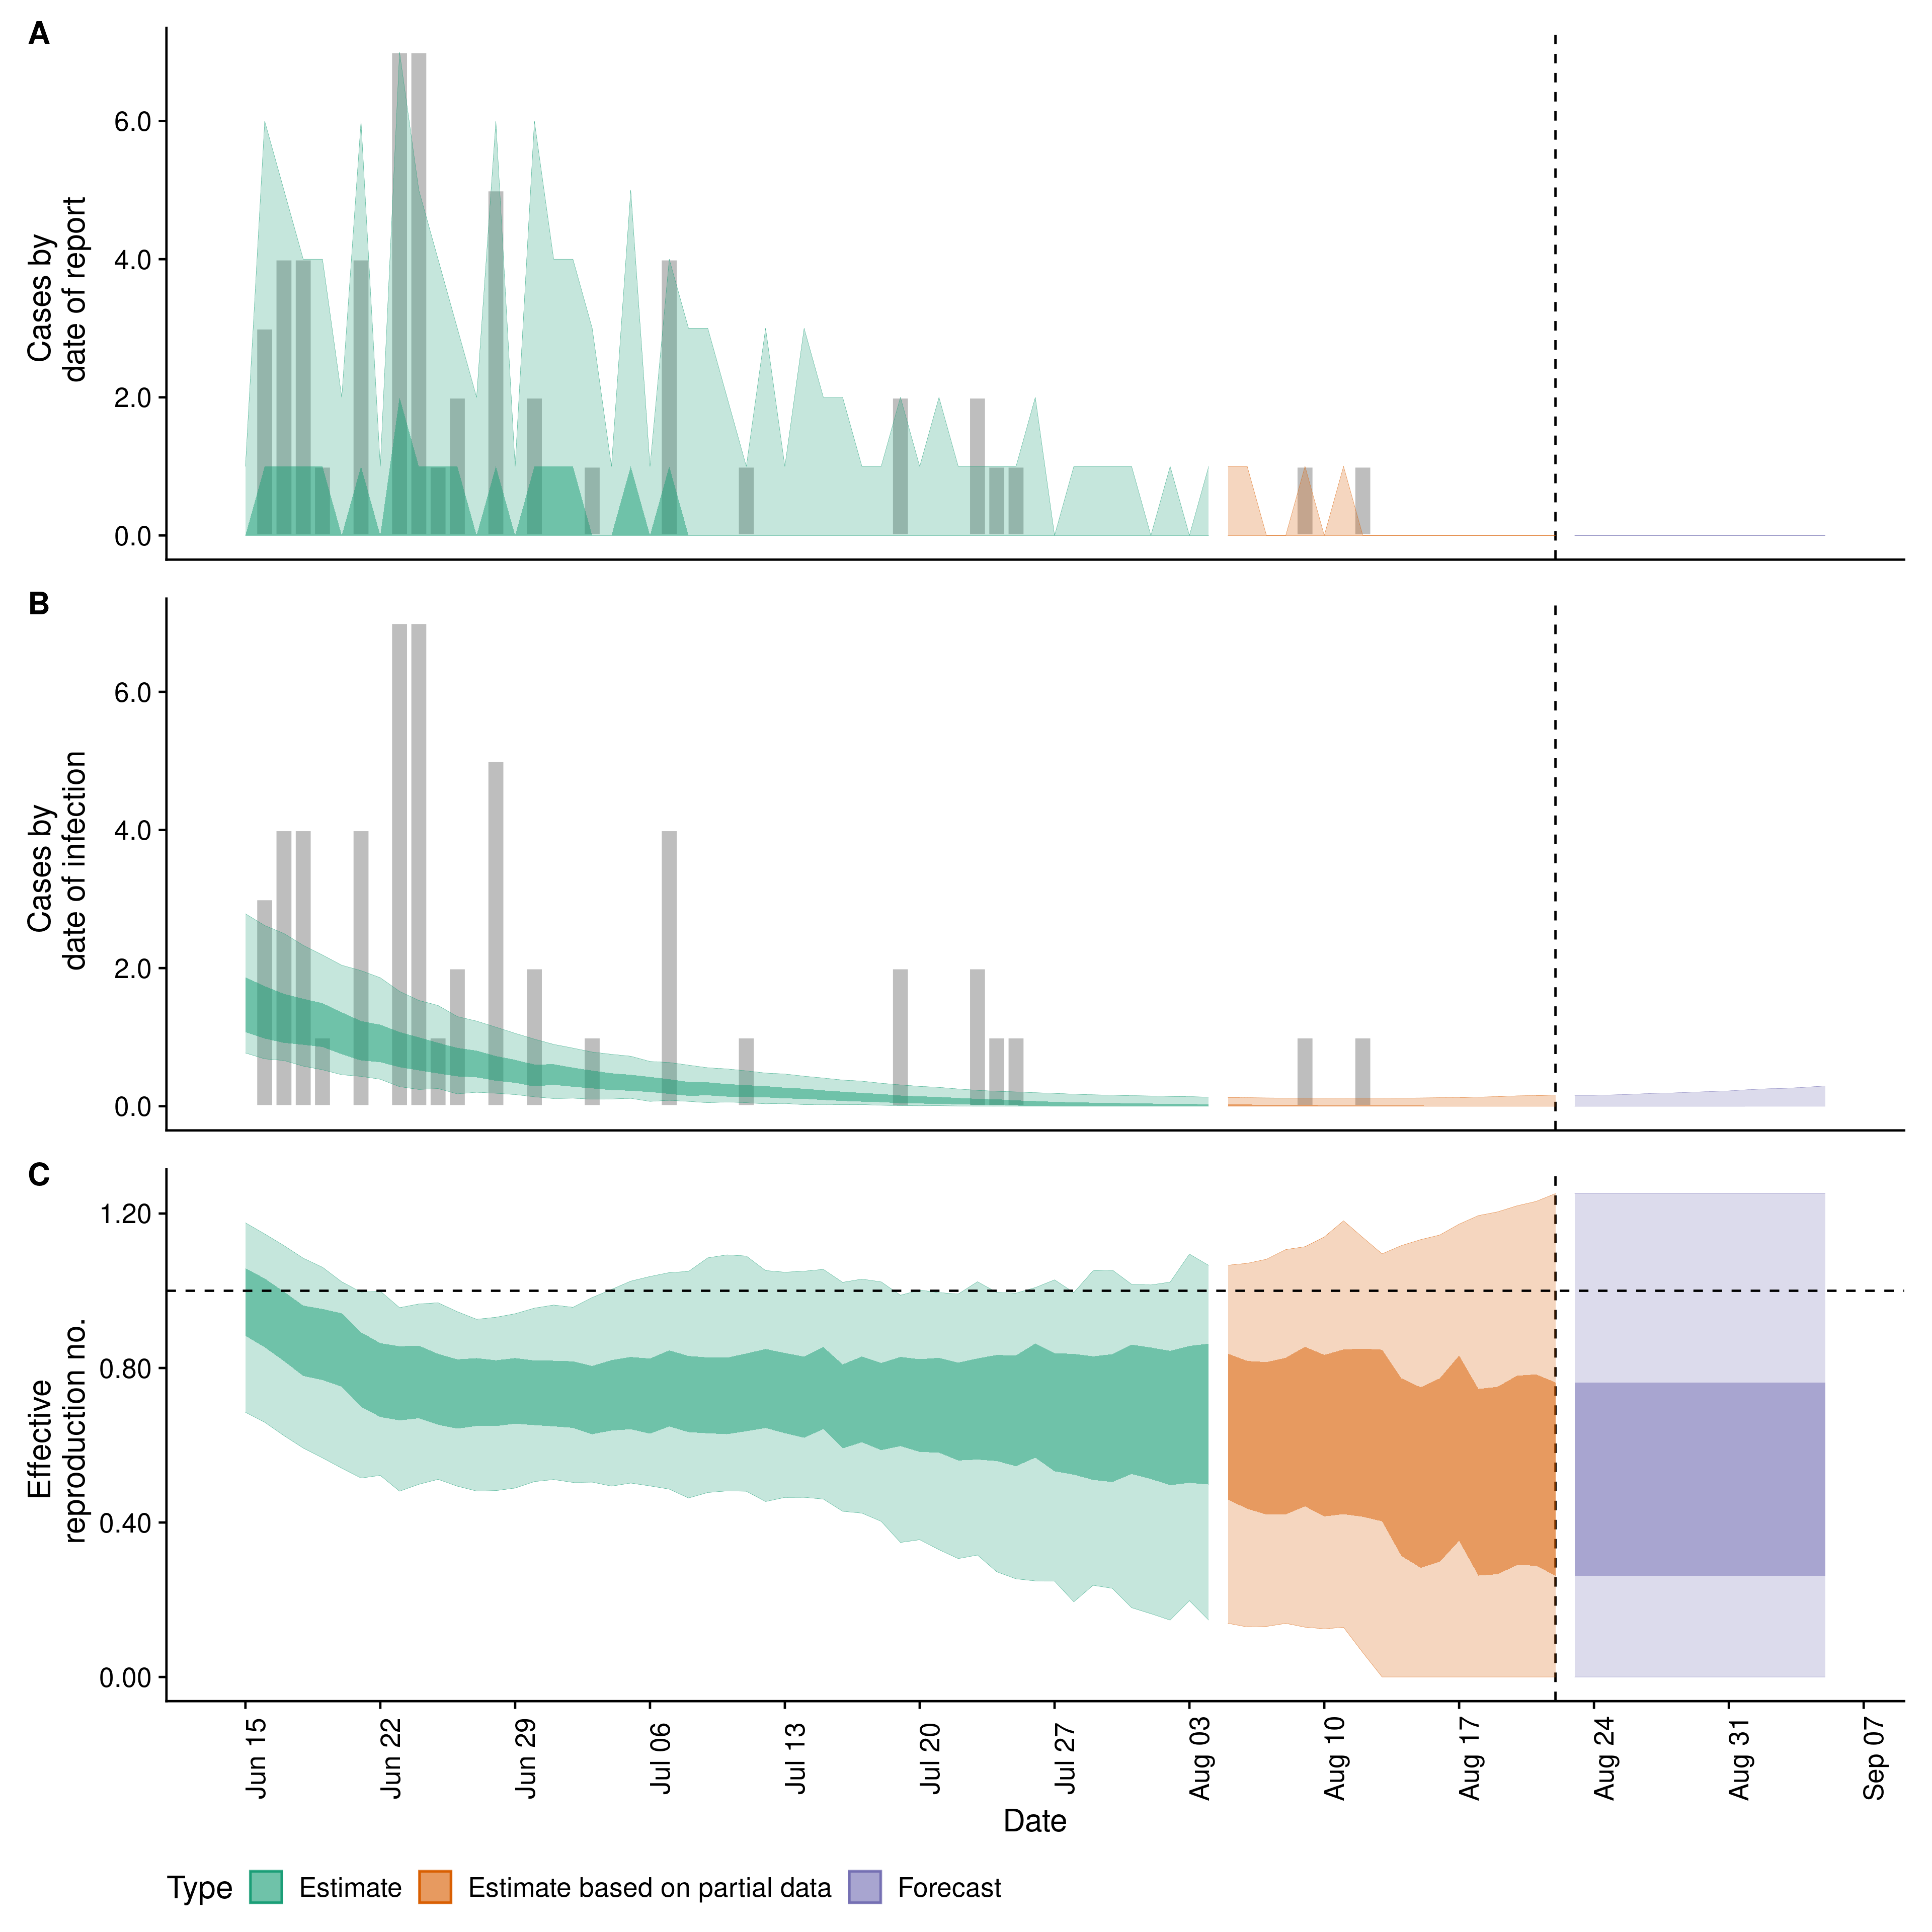 A
Cases by
date of report
6.0
4.0
2.0
0.0
B
Cases by
date of infection
6.0
4.0
2.0
0.0
C
Effective
reproduction no.
1.20
0.80
0.40
0.00
Jun 15
Jun 22
Jun 29
Jul 06
Jul 13
Jul 20
Jul 27
Aug 03
Aug 10
Aug 17
Aug 24
Aug 31
Sep 07
Date
Type Estimate Estimate based on partial data Forecast